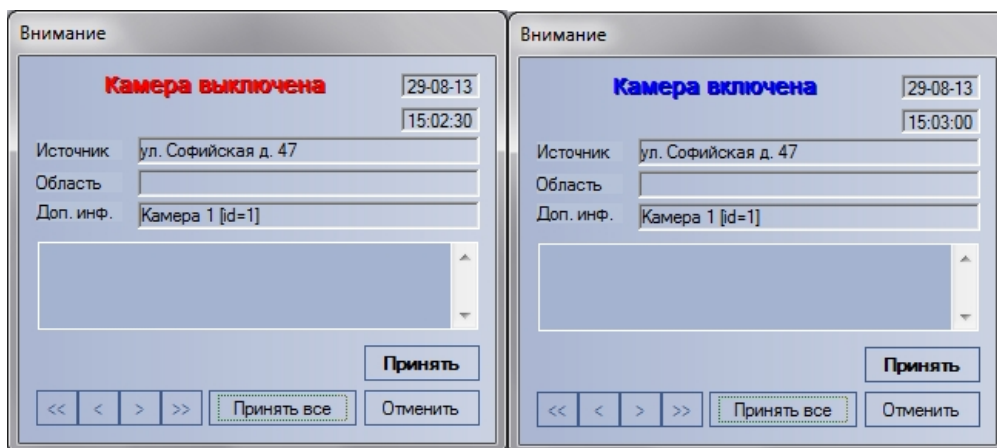 Внимание
Камера выключена
29-08-13
15:02:30
Источник
ул. Софийская д. 47
Область
Доп. инф.
Камера 1 [id=1]
Принять
<<
<
>
>>
Принять все
Отменить
Внимание
Камера включена
29-08-13
15:03:00
Источник
ул. Софийская д. 47
Область
Доп. инф.
Камера 1 [id=1]
Принять
<<
<
>
>>
Принять все
Отменить